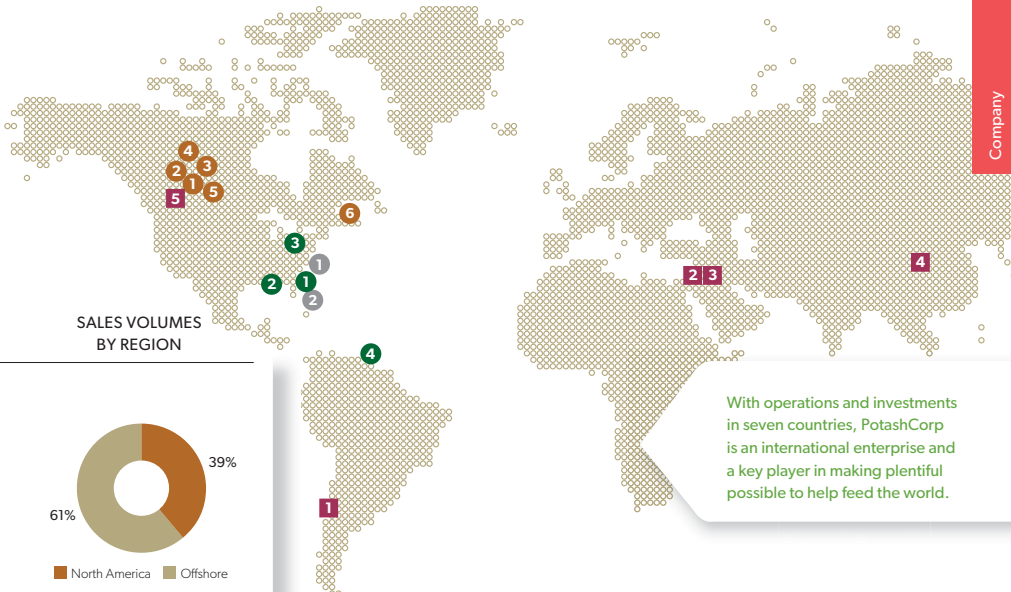 Company
4
3
2
1
5
5
6
3
1
2
1
2
4
1
2 3
4
SALES VOLUMES
BY REGION
39%
61%
North America Offshore
With operations and investments
in seven countries, PotashCorp
is an international enterprise and
a key player in making plentiful
possible to help feed the world.